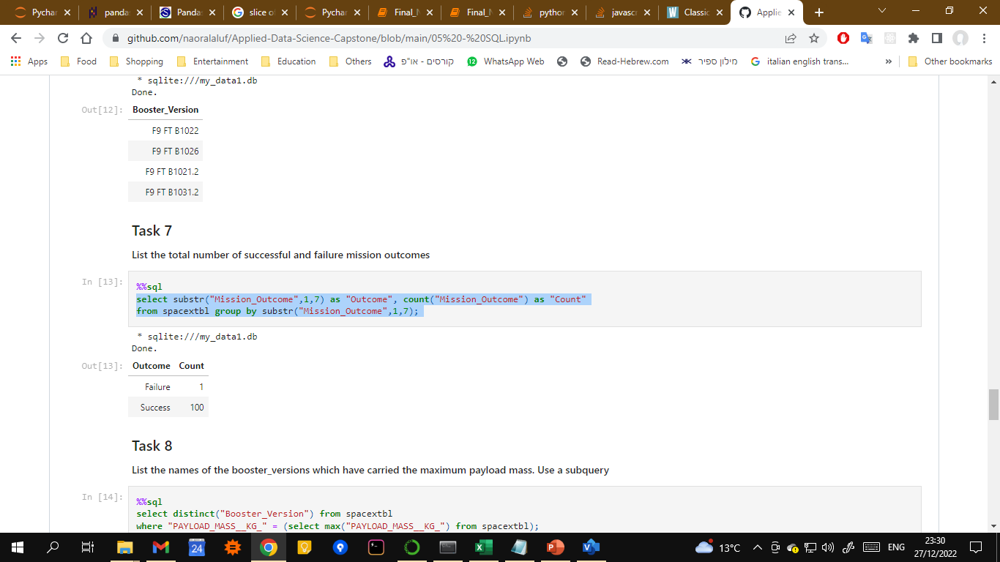 Pychar
panda
Panda
slice o
Pychar
Final_N
Final_N
python
javascr
Classic
Applie
github.com/naoralaluf/Applied-Data-Science-Capstone/blob/main/05%20-%20SQL.ipynb
Apps
Food
Shopping
Entertainment
Education
Others
קורסים - או"פ
12
WhatsApp Web
Read-Hebrew.com
מילון ספיר
italian english trans...
»
Other bookmarks
* sqlite:///my_data1.db
Done.
Out[12]:
Booster_Version
F9 FT B1022
F9 FT B1026
F9 FT B1021.2
F9 FT B1031.2
Task 7
List the total number of successful and failure mission outcomes
In [13]:
%%sql
select substr("Mission_Outcome",1,7) as "Outcome", count("Mission_Outcome") as "Count"
from spacextbl group by substr("Mission_Outcome",1,7);
* sqlite:///my_data1.db
Done.
Out[13]:
Outcome Count
Failure 1
Success 100
Task 8
List the names of the booster_versions which have carried the maximum payload mass. Use a subquery
In [14]:
%%sql
select distinct("Booster_Version") from spacextbl
where "PAYLOAD_MASS__KG_" = (select max("PAYLOAD_MASS__KG_") from spacextbl);
24
13°C
ENG
23:30
27/12/2022